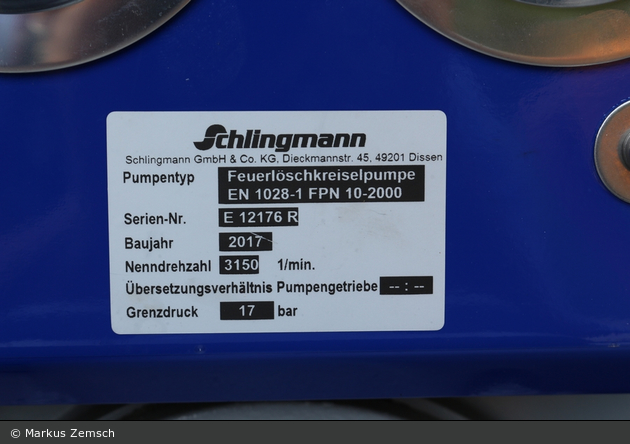 Schlingmann
Schlingmann GmbH & Co. KG, Dieckmannstr. 45, 49201 Dissen
Pumpentyp Feuerlöschkreiselpumpe
EN 1028-1 FPN 10-2000
Serien-Nr. E 12176 R
Baujahr 2017
Nenndrehzahl 3150 1/min.
Übersetzungsverhältnis Pumpengetriebe -- : --
Grenzdruck 17 bar
© Markus Zemsch